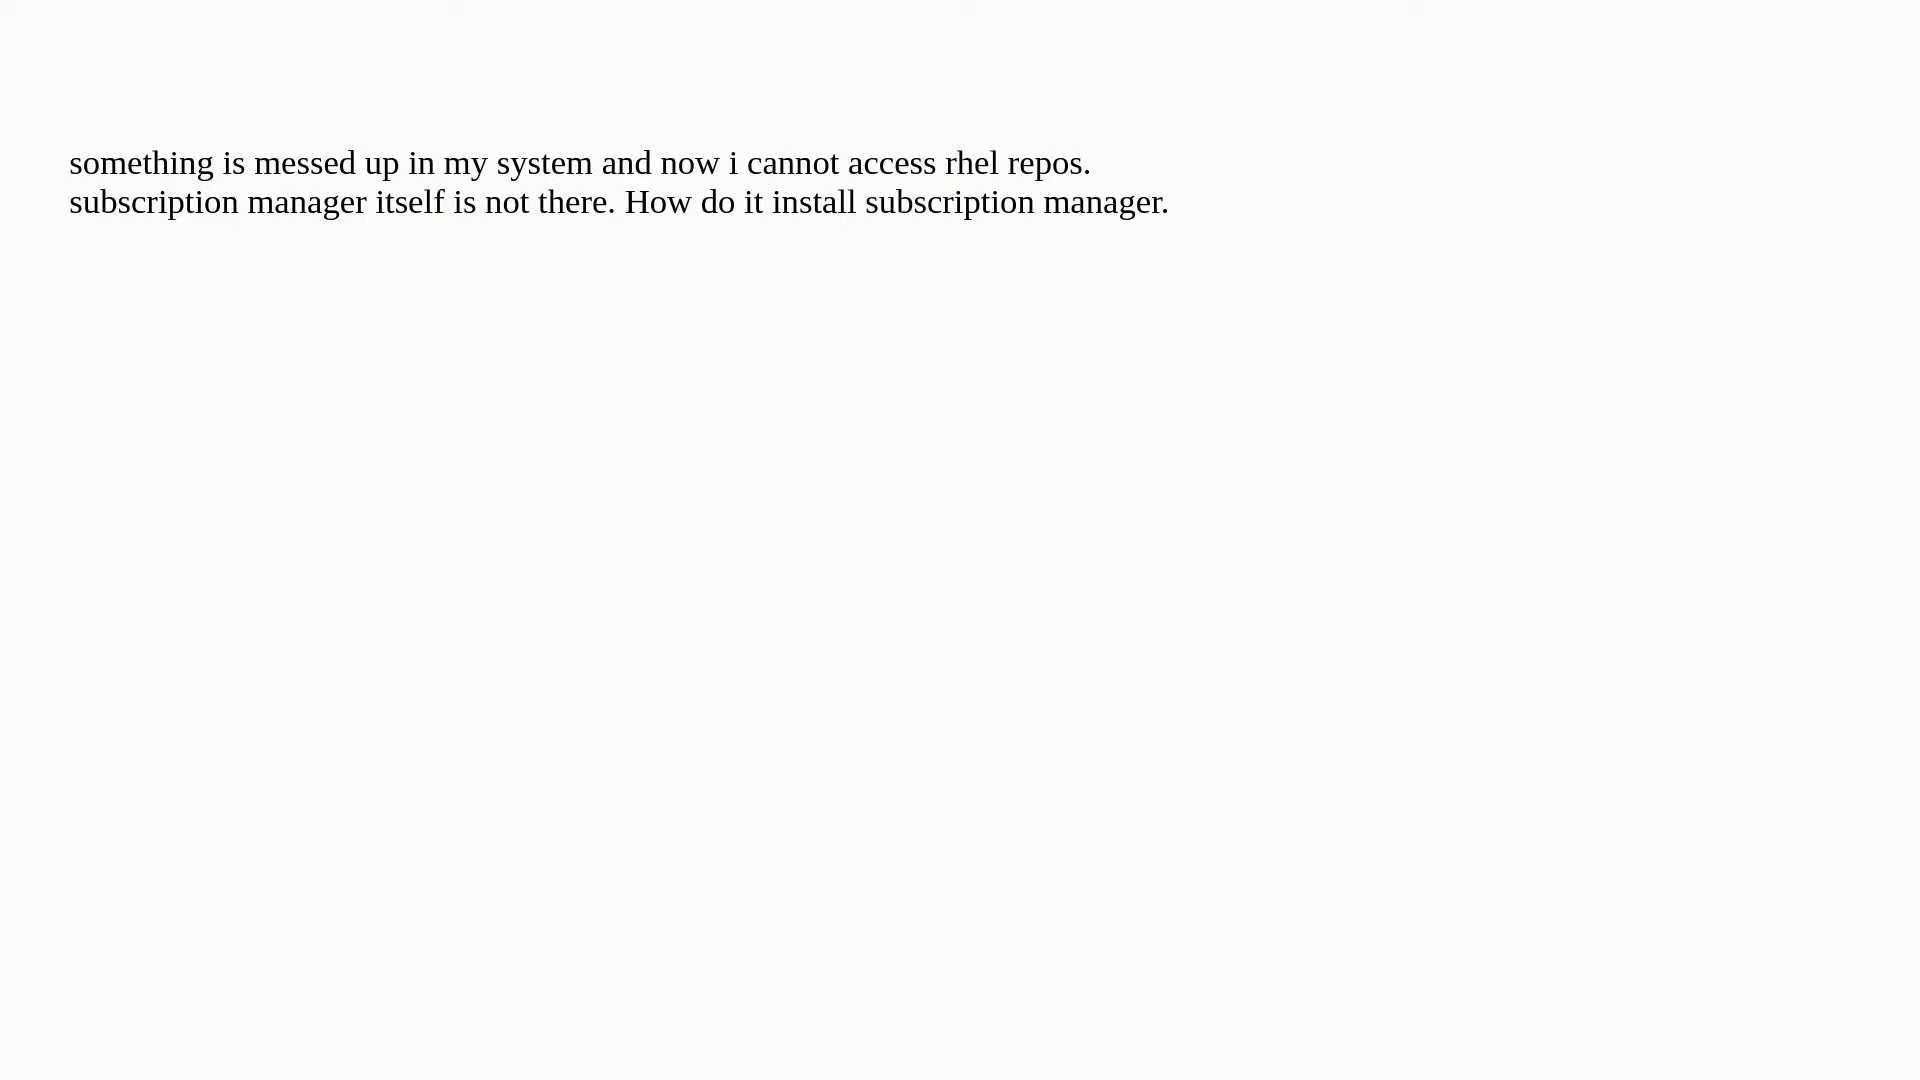 something is messed up in my system and now i cannot access rhel repos.
subscription manager itself is not there. How do it install subscription manager.